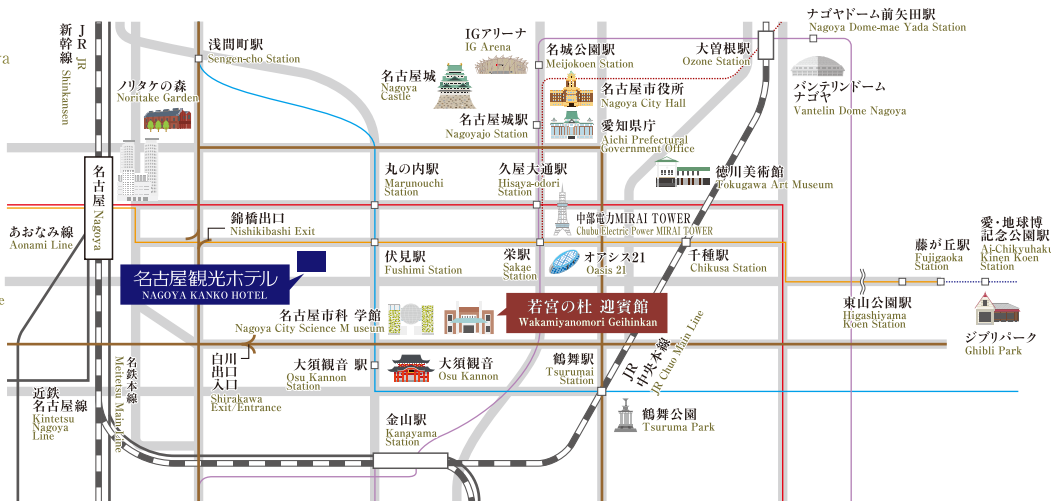 JR
新幹線
JR
Shinkansen
浅間町駅
Sengen-cho Station
ノリタケの森
Noritake Garden
名古屋城
Nagoya
Castle
IGアリーナ
IG Arena
名城公園駅
Meijokoen Station
大曽根駅
Ozone Station
ナゴヤドーム前矢田駅
Nagoya Dome-mae Yada Station
バンテリンドーム
ナゴヤ
Vantelin Dome Nagoya
名古屋市役所
Nagoya City Hall
名古屋城駅
Nagoyajo Station
愛知県庁
Aichi Prefectural
Government Office
名古屋 Nagoya
丸の内駅
Marunouchi
Station
久屋大通駅
Hisaya-odori
Station
徳川美術館
Tokugawa Art Museum
あおなみ線
Aonami Line
錦橋出口
Nishikibashi Exit
中部電力MIRAI TOWER
Chubu Electric Power MIRAI TOWER
名古屋観光ホテル
NAGOYA KANKO HOTEL
伏見駅
Fushimi Station
栄駅
Sakae
Station
オアシス21
Oasis 21
千種駅
Chikusa Station
藤が丘駅
Fujigaoka
Station
愛・地球博
記念公園駅
Ai-Chikyuhaku
Kinen Koen
Station
東山公園駅
Higashiyama
Koen Station
ジブリパーク
Ghibli Park
名古屋市科 学館
Nagoya City Science M useum
若宮の杜 迎賓館
Wakamiyanomori Geihinkan
白川
出口
入口
Shirakawa
Exit/Entrance
大須観音 駅
Osu Kannon
Station
大須観音
Osu Kannon
鶴舞駅
Tsurumai
Station
JR
中央本線
JR Chuo Main Line
名鉄本線
Meitetsu Main Lane
近鉄
名古屋線
Kintetsu
Nagoya
Line
金山駅
Kanayama
Station
鶴舞公園
Tsuruma Park